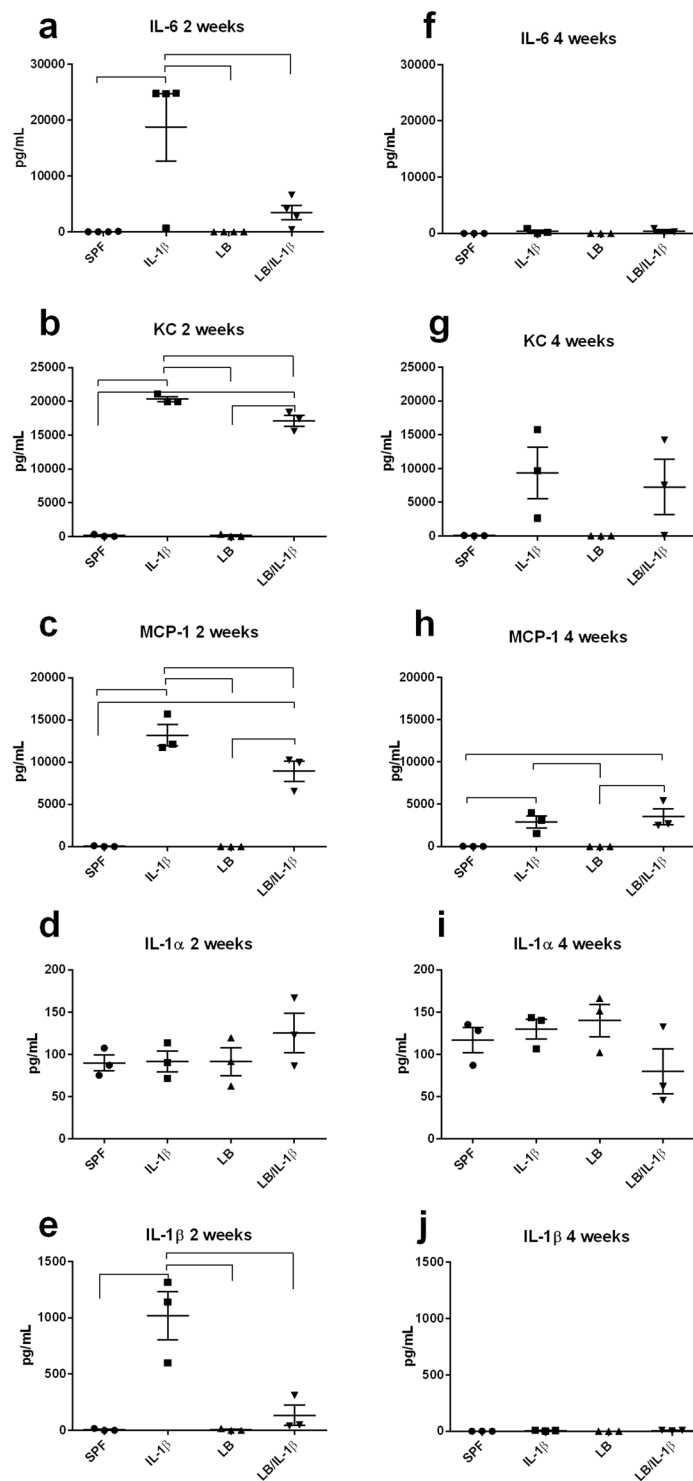 a
IL-6 2 weeks
pg/mL
30000
20000
10000
0
SPF
IL-1β
LB
LB/IL-1β
f
IL-6 4 weeks
pg/mL
30000
20000
10000
0
SPF
IL-1β
LB
LB/IL-1β
b
KC 2 weeks
pg/mL
25000
20000
15000
10000
5000
0
SPF
IL-1β
LB
LB/IL-1β
g
KC 4 weeks
pg/mL
25000
20000
15000
10000
5000
0
SPF
IL-1β
LB
LB/IL-1β
c
MCP-1 2 weeks
pg/mL
20000
15000
10000
5000
0
SPF
IL-1β
LB
LB/IL-1β
h
MCP-1 4 weeks
pg/mL
20000
15000
10000
5000
0
SPF
IL-1β
LB
LB/IL-1β
d
IL-1α 2 weeks
pg/mL
200
150
100
50
0
SPF
IL-1β
LB
LB/IL-1β
i
IL-1α 4 weeks
pg/mL
200
150
100
50
0
SPF
IL-1β
LB
LB/IL-1β
e
IL-1β 2 weeks
pg/mL
1500
1000
500
0
SPF
IL-1β
LB
LB/IL-1β
j
IL-1β 4 weeks
pg/mL
1500
1000
500
0
SPF
IL-1β
LB
LB/IL-1β